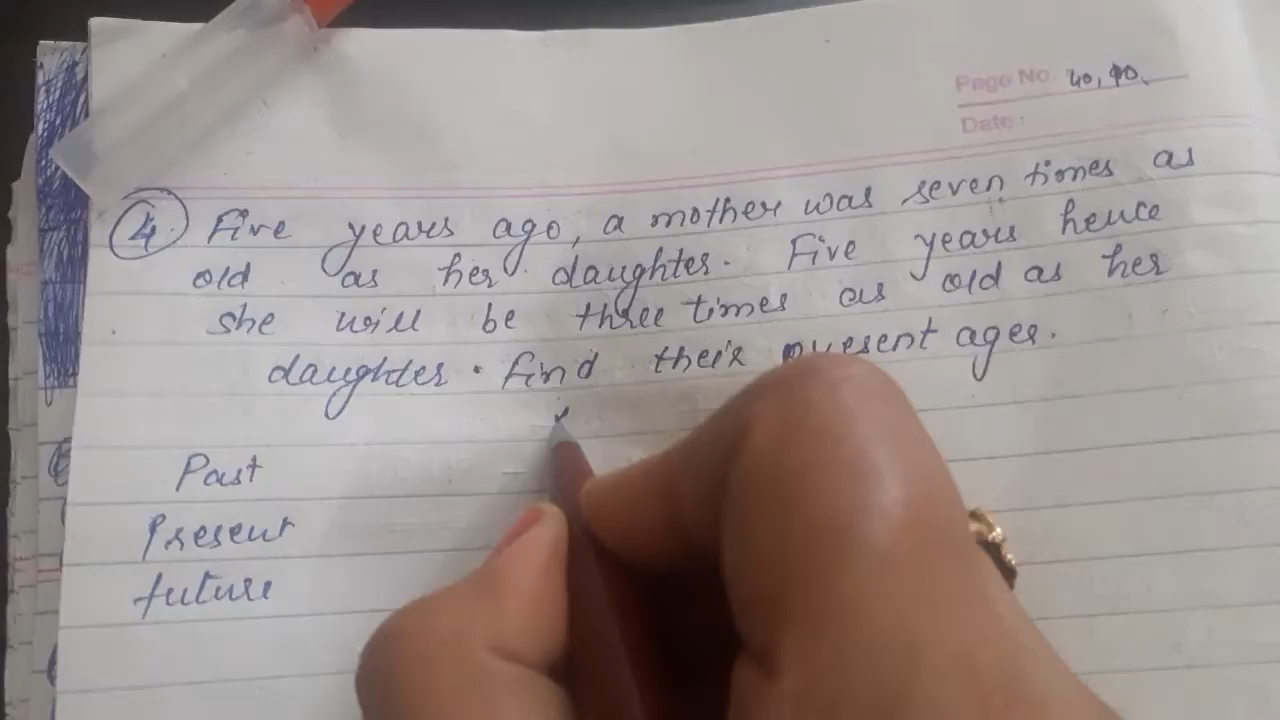 Page No. 40, 10.
Date :
4. Five years ago, a mother was seven times as
old as her daughter. Five years hence
she will be three times as old as her
daughter. Find their present ages.
Past
Present
future